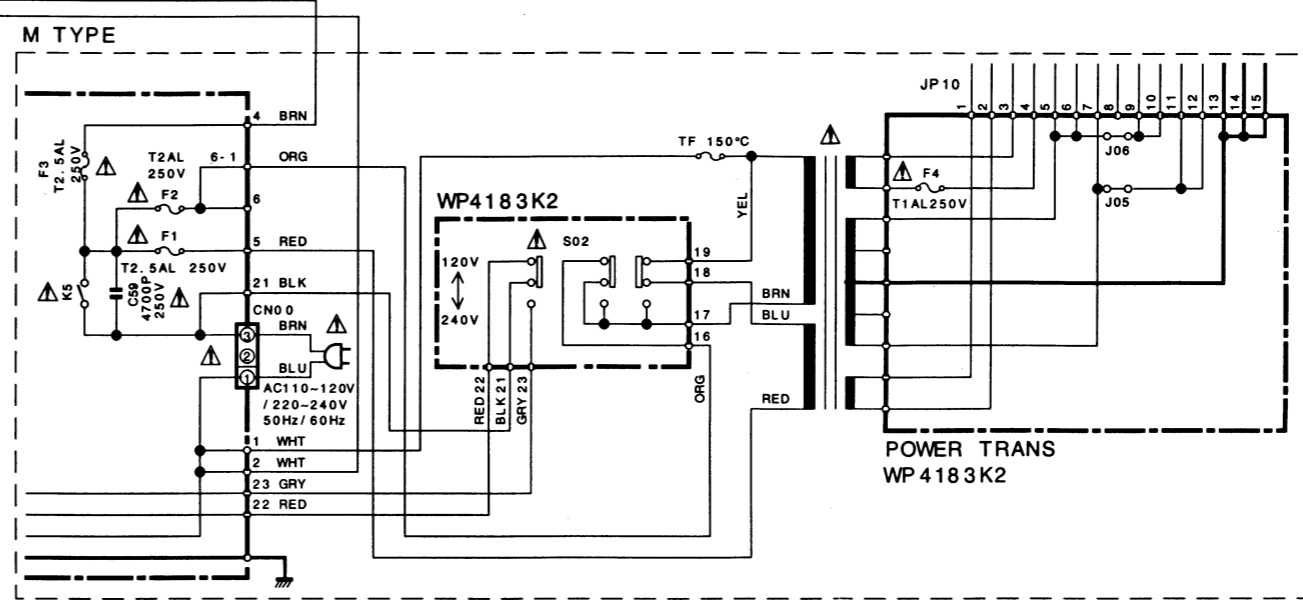 M TYPE
JP10
1 2 3 4 5 6 7 8 9 10 11 12 13 14 15
4 BRN
F3
T2.5AL
250V
T2AL
250V
6-1 ORG
F2
6
F1
5 RED
T2.5AL 250V
21 BLK
K5
C59
4700P
250V
CN00
3 BRN
2
1 BLU
AC110~120V
/220~240V
50Hz/60Hz
1 WHT
2 WHT
23 GRY
22 RED
WP4183K2
S02
120V
240V
19
18
17
16
RED 22
BLK 21
GRY 23
ORG
TF 150°C
YEL
BRN
BLU
RED
F4
T1AL250V
J06
J05
POWER TRANS
WP4183K2